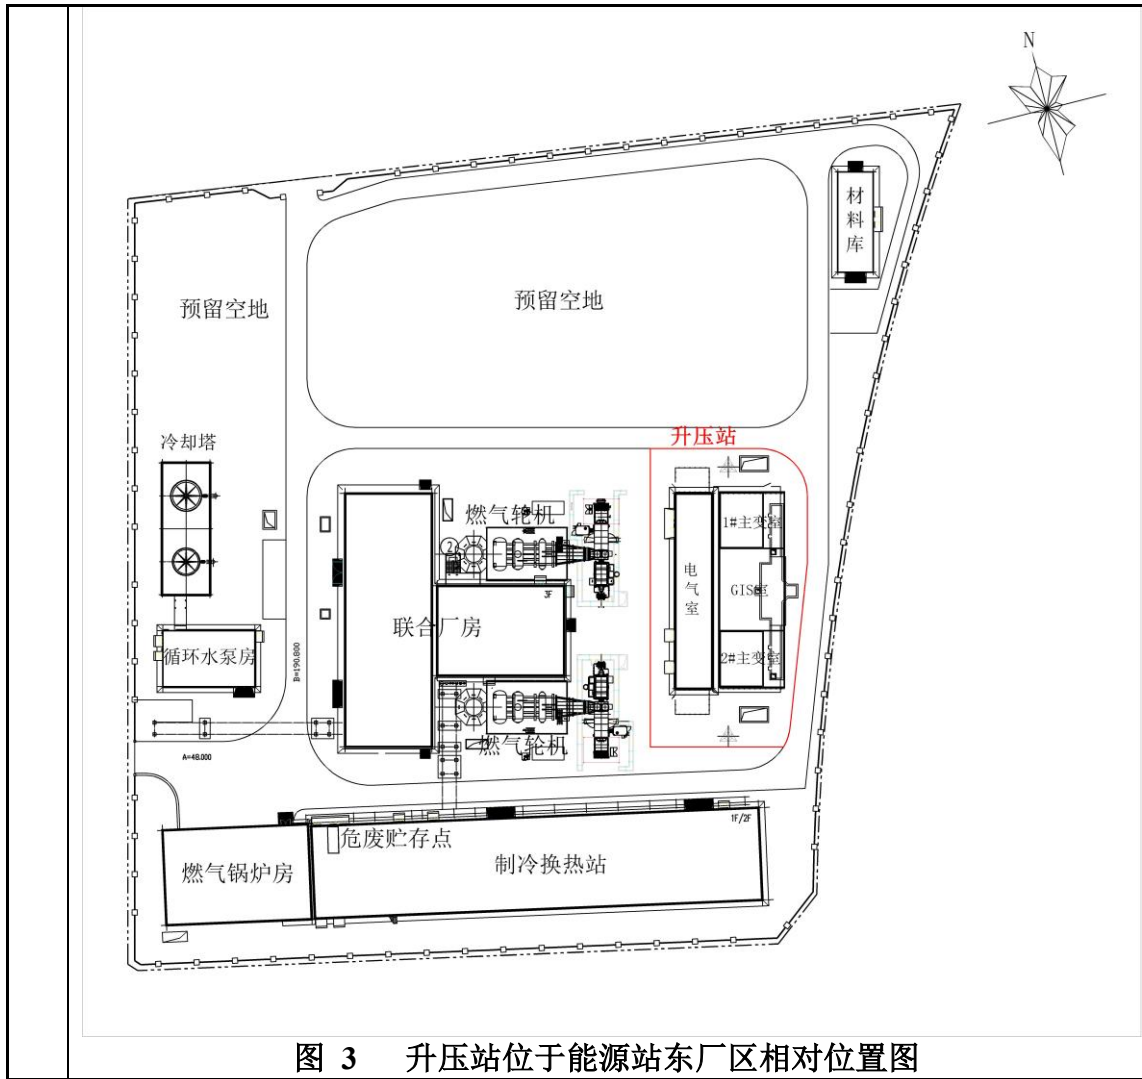 N
材
料
库
预留空地
预留空地
升压站
冷却塔
燃气轮机
1#主变室
2
电
气
室
GIS室
3F
联合厂房
循环水泵房
B=190.800
2#主变室
燃气轮机
A=48.000
1F/2F
危废贮存点
制冷换热站
燃气锅炉房
图 3 升压站位于能源站东厂区相对位置图